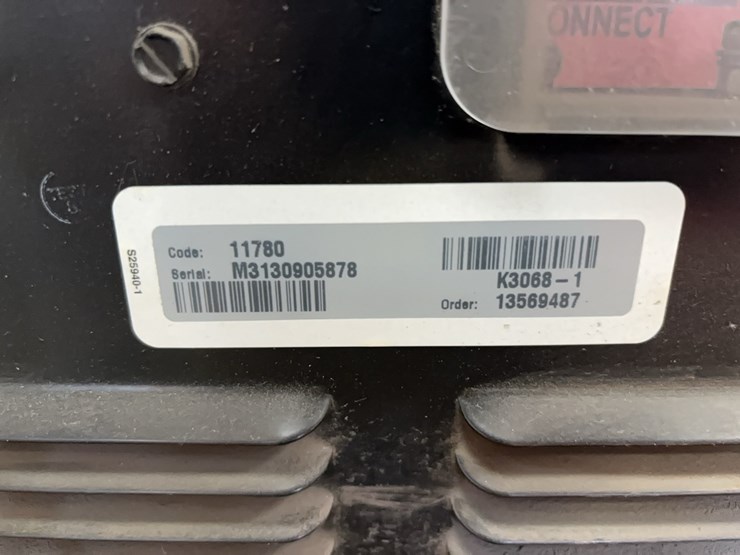 ONNECT
S25940-1
Code: 11780
Serial: M3130905878
K3068-1
Order: 13569487